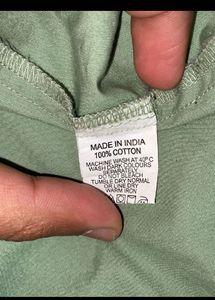 MADE IN INDIA
100% COTTON
MACHINE WASH AT 40°C
WASH DARK COLOURS
SEPARATELY
DO NOT BLEACH
TUMBLE DRY NORMAL
OR LINE DRY
WARM IRON